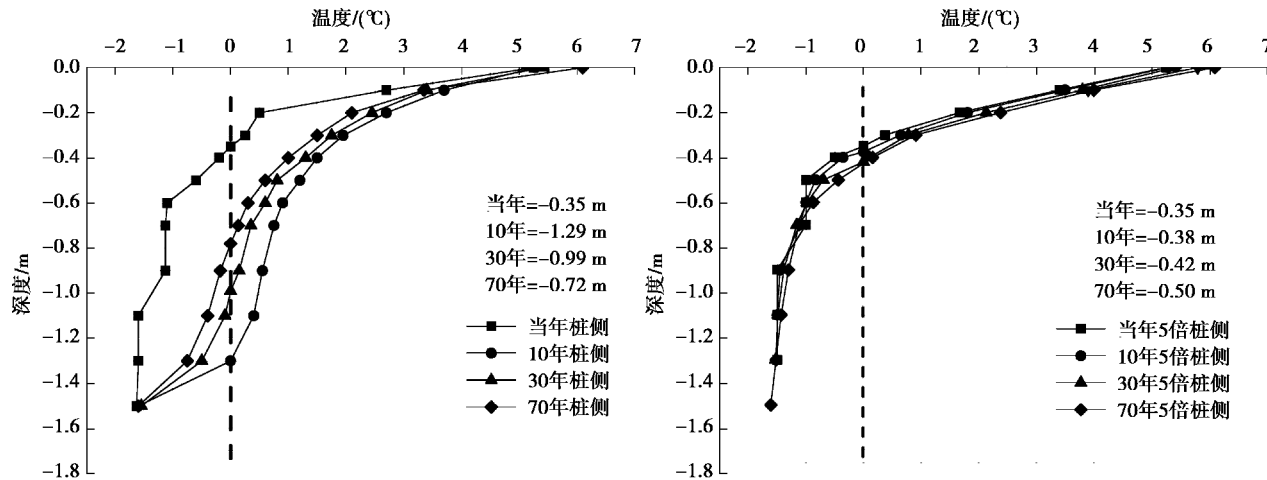 温度/(℃)
−2 −1 0 1 2 3 4 5 6 7
0.0
−0.2
−0.4
−0.6
−0.8
−1.0
−1.2
−1.4
−1.6
−1.8
深度/m
当年=−0.35 m
10年=−1.29 m
30年=−0.99 m
70年=−0.72 m
当年桩侧
10年桩侧
30年桩侧
70年桩侧
温度/(℃)
−2 −1 0 1 2 3 4 5 6 7
0.0
−0.2
−0.4
−0.6
−0.8
−1.0
−1.2
−1.4
−1.6
−1.8
深度/m
当年=−0.35 m
10年=−0.38 m
30年=−0.42 m
70年=−0.50 m
当年5倍桩侧
10年5倍桩侧
30年5倍桩侧
70年5倍桩侧